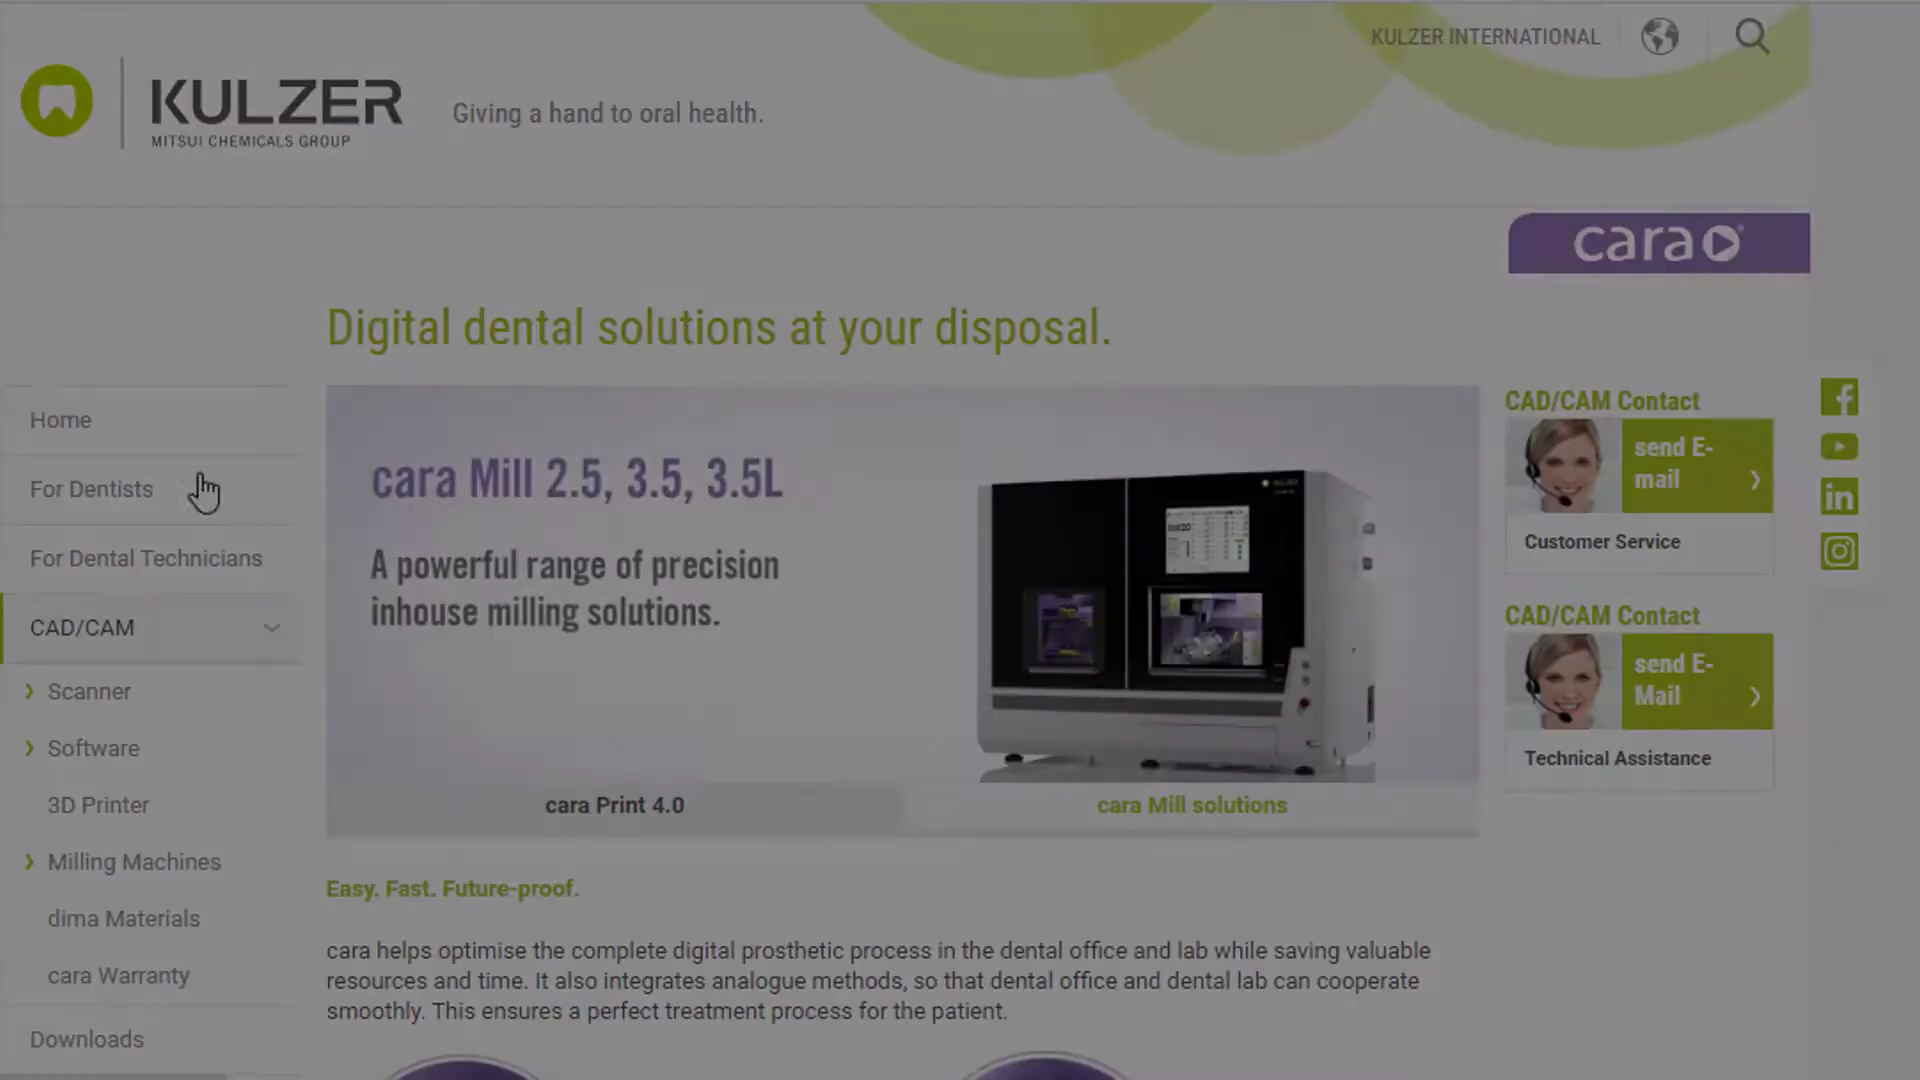 KULZER INTERNATIONAL
KULZER
MITSUI CHEMICALS GROUP
Giving a hand to oral health.
cara
Digital dental solutions at your disposal.
Home
For Dentists
For Dental Technicians
CAD/CAM
Scanner
Software
3D Printer
Milling Machines
dima Materials
cara Warranty
Downloads
cara Mill 2.5, 3.5, 3.5L
A powerful range of precision
inhouse milling solutions.
cara Print 4.0
cara Mill solutions
CAD/CAM Contact
send E-
mail
Customer Service
CAD/CAM Contact
send E-
Mail
Technical Assistance
Easy. Fast. Future-proof.
cara helps optimise the complete digital prosthetic process in the dental office and lab while saving valuable
resources and time. It also integrates analogue methods, so that dental office and dental lab can cooperate
smoothly. This ensures a perfect treatment process for the patient.